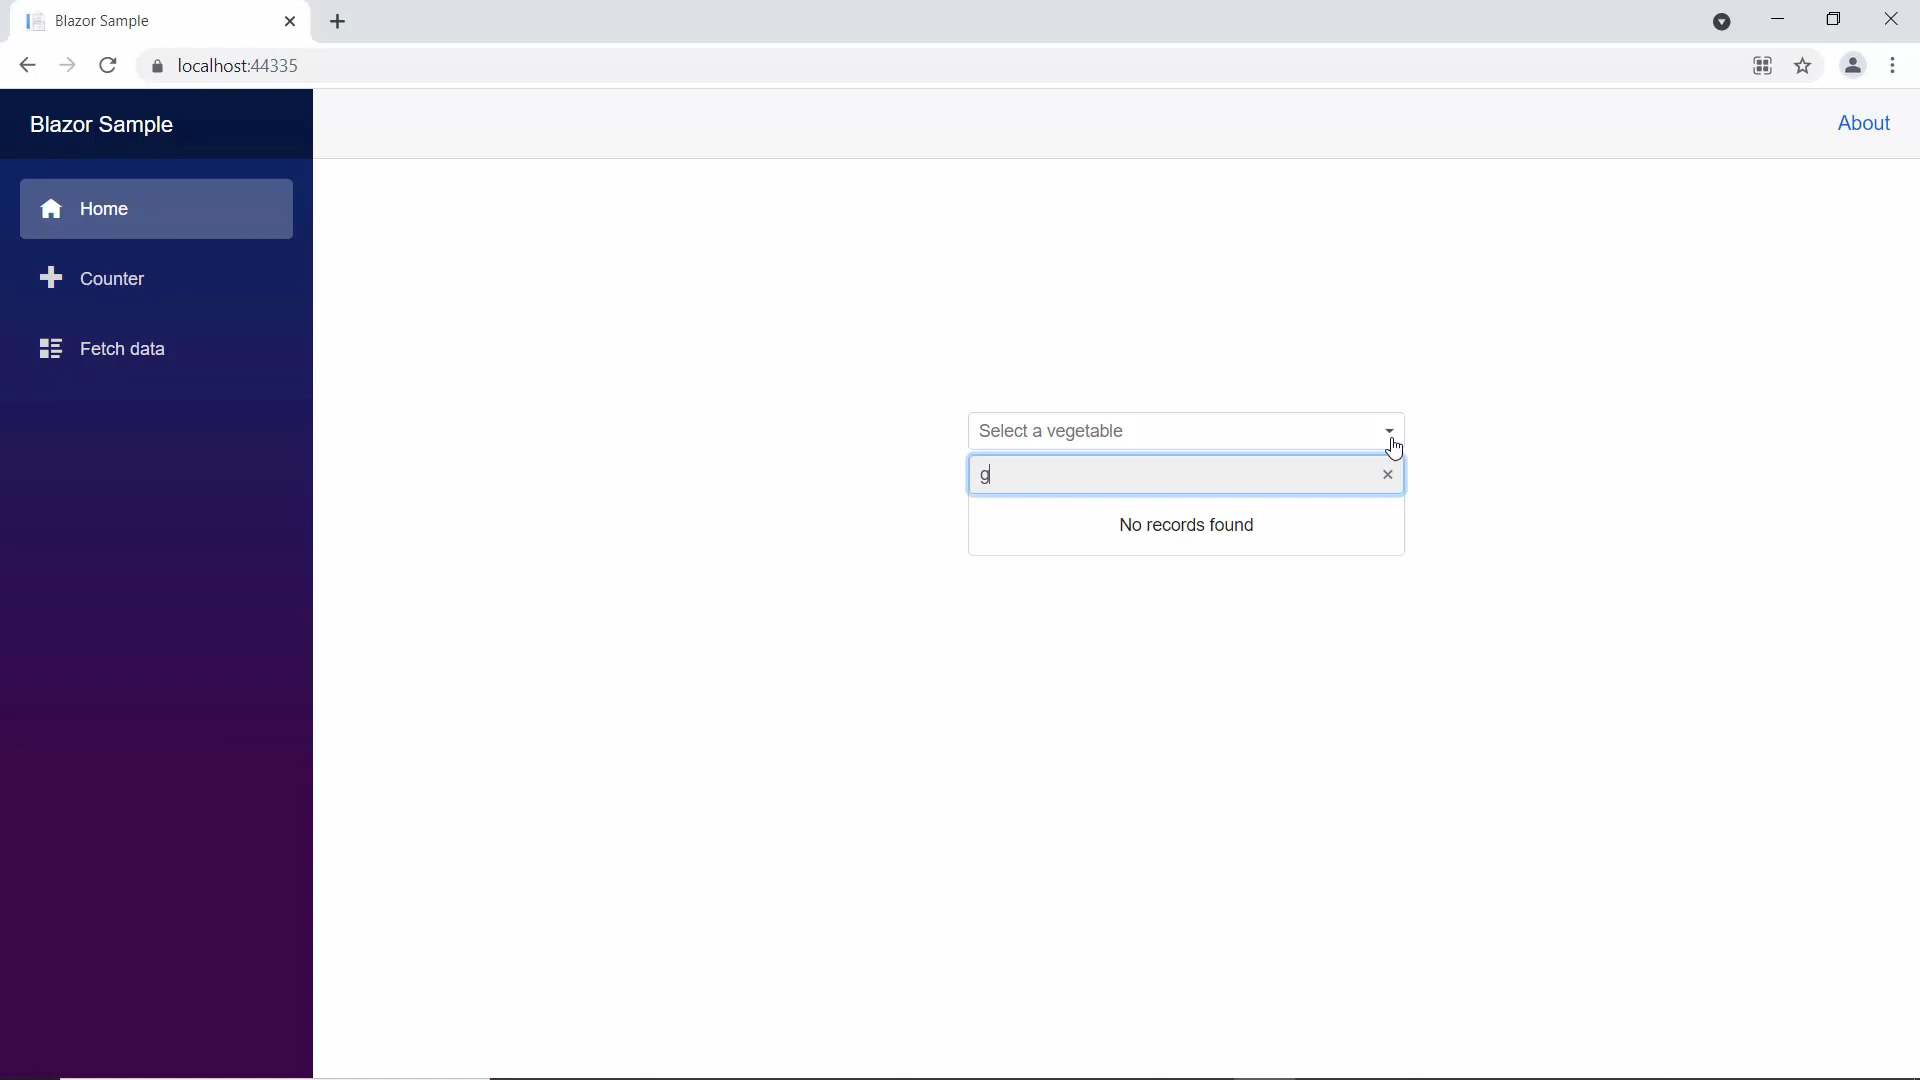 Blazor Sample
localhost:44335
Blazor Sample
About
Home
Counter
Fetch data
Select a vegetable
g
No records found